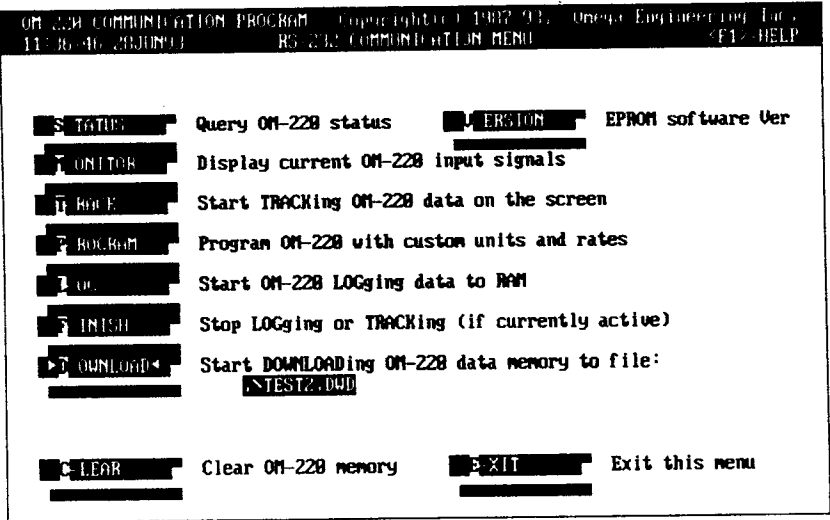 OM-220 COMMUNICATION PROGRAM Copyright(c) 1987-93, Omega Engineering Inc.
11:36:46 28JUN93 RS-232 COMMUNICATION MENU <F1>-HELP
STATUS Query OM-220 status VERSION EPROM software Ver
MONITOR Display current OM-220 input signals
TRACK Start TRACKing OM-220 data on the screen
PROGRAM Program OM-220 with custom units and rates
LOG Start OM-220 LOGging data to RAM
FINISH Stop LOGging or TRACKing (if currently active)
►DOWNLOAD◄ Start DOWNLOADing OM-220 data memory to file:
.\TEST2.DWD
CLEAR Clear OM-220 memory EXIT Exit this menu